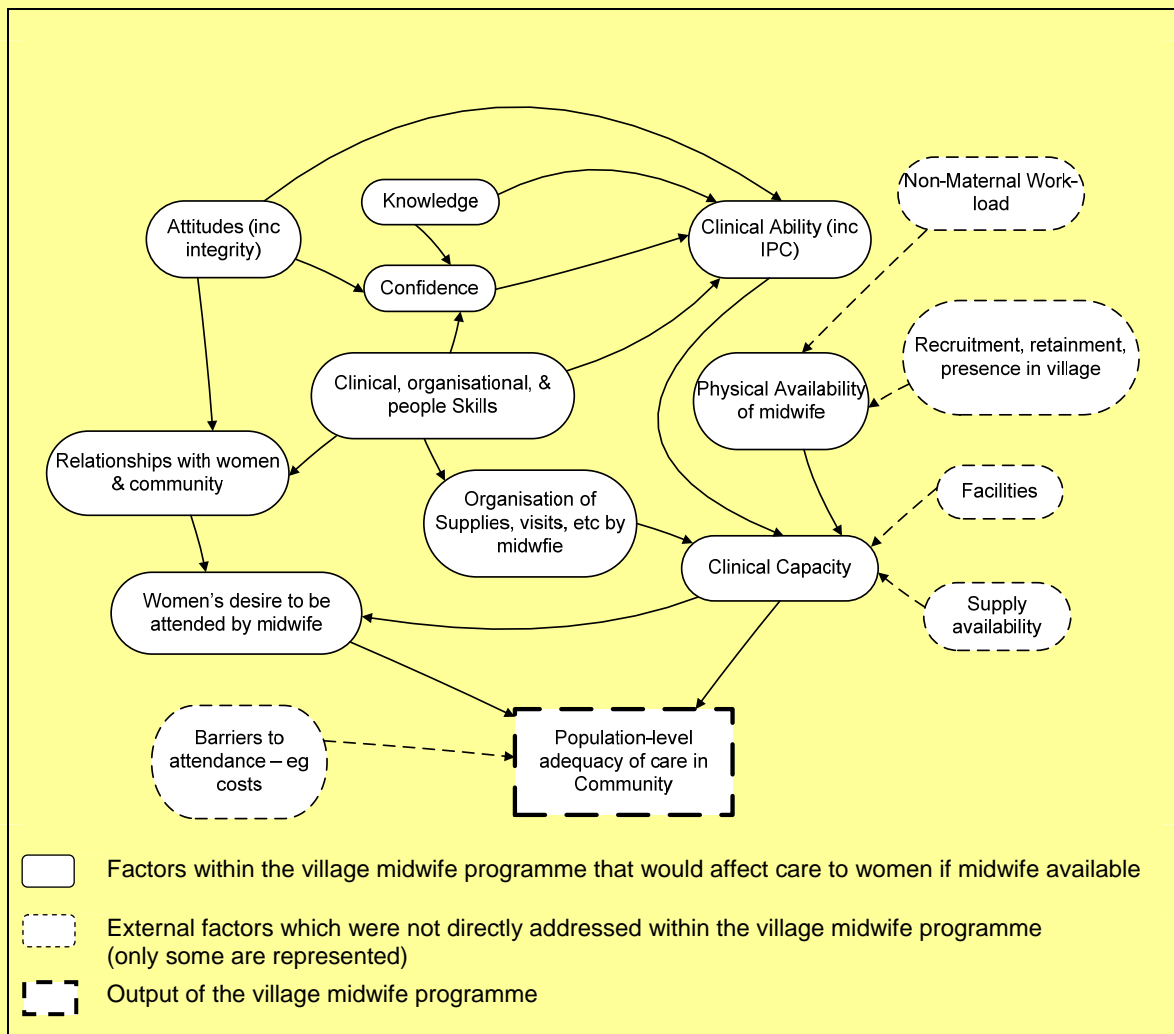 Non-Maternal Work-
load
Knowledge
Attitudes (inc
integrity)
Clinical Ability (inc
IPC)
Confidence
Recruitment, retainment,
presence in village
Clinical, organisational, &
people Skills
Physical Availability
of midwife
Relationships with women
& community
Organisation of
Supplies, visits, etc by
midwfie
Facilities
Clinical Capacity
Women's desire to be
attended by midwife
Supply
availability
Barriers to
attendance – eg
costs
Population-level
adequacy of care in
Community
Factors within the village midwife programme that would affect care to women if midwife available
External factors which were not directly addressed within the village midwife programme
(only some are represented)
Output of the village midwife programme